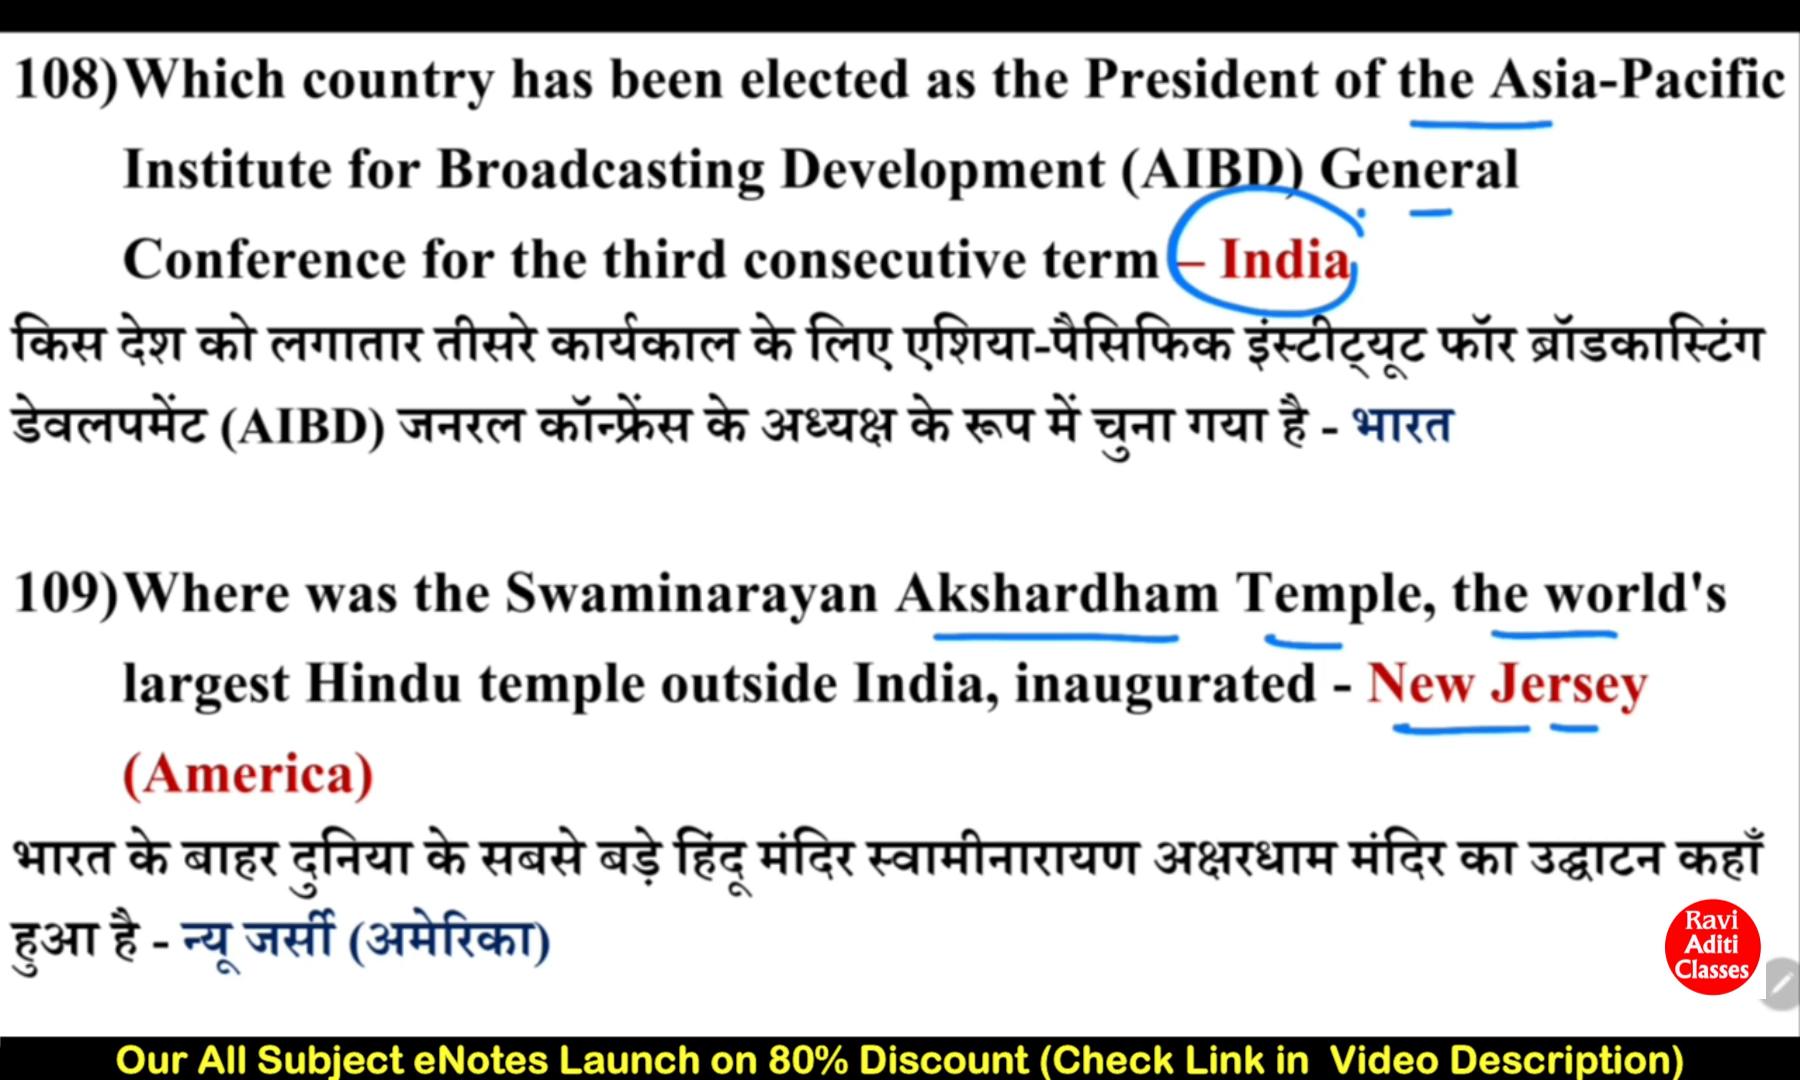 108) Which country has been elected as the President of the Asia-Pacific
Institute for Broadcasting Development (AIBD) General
Conference for the third consecutive term – India
किस देश को लगातार तीसरे कार्यकाल के लिए एशिया-पैसिफिक इंस्टीट्यूट फॉर ब्रॉडकास्टिंग
डेवलपमेंट (AIBD) जनरल कॉन्फ्रेंस के अध्यक्ष के रूप में चुना गया है - भारत
109) Where was the Swaminarayan Akshardham Temple, the world's
largest Hindu temple outside India, inaugurated - New Jersey
(America)
भारत के बाहर दुनिया के सबसे बड़े हिंदू मंदिर स्वामीनारायण अक्षरधाम मंदिर का उद्घाटन कहाँ
हुआ है - न्यू जर्सी (अमेरिका)
Ravi
Aditi
Classes
Our All Subject eNotes Launch on 80% Discount (Check Link in Video Description)